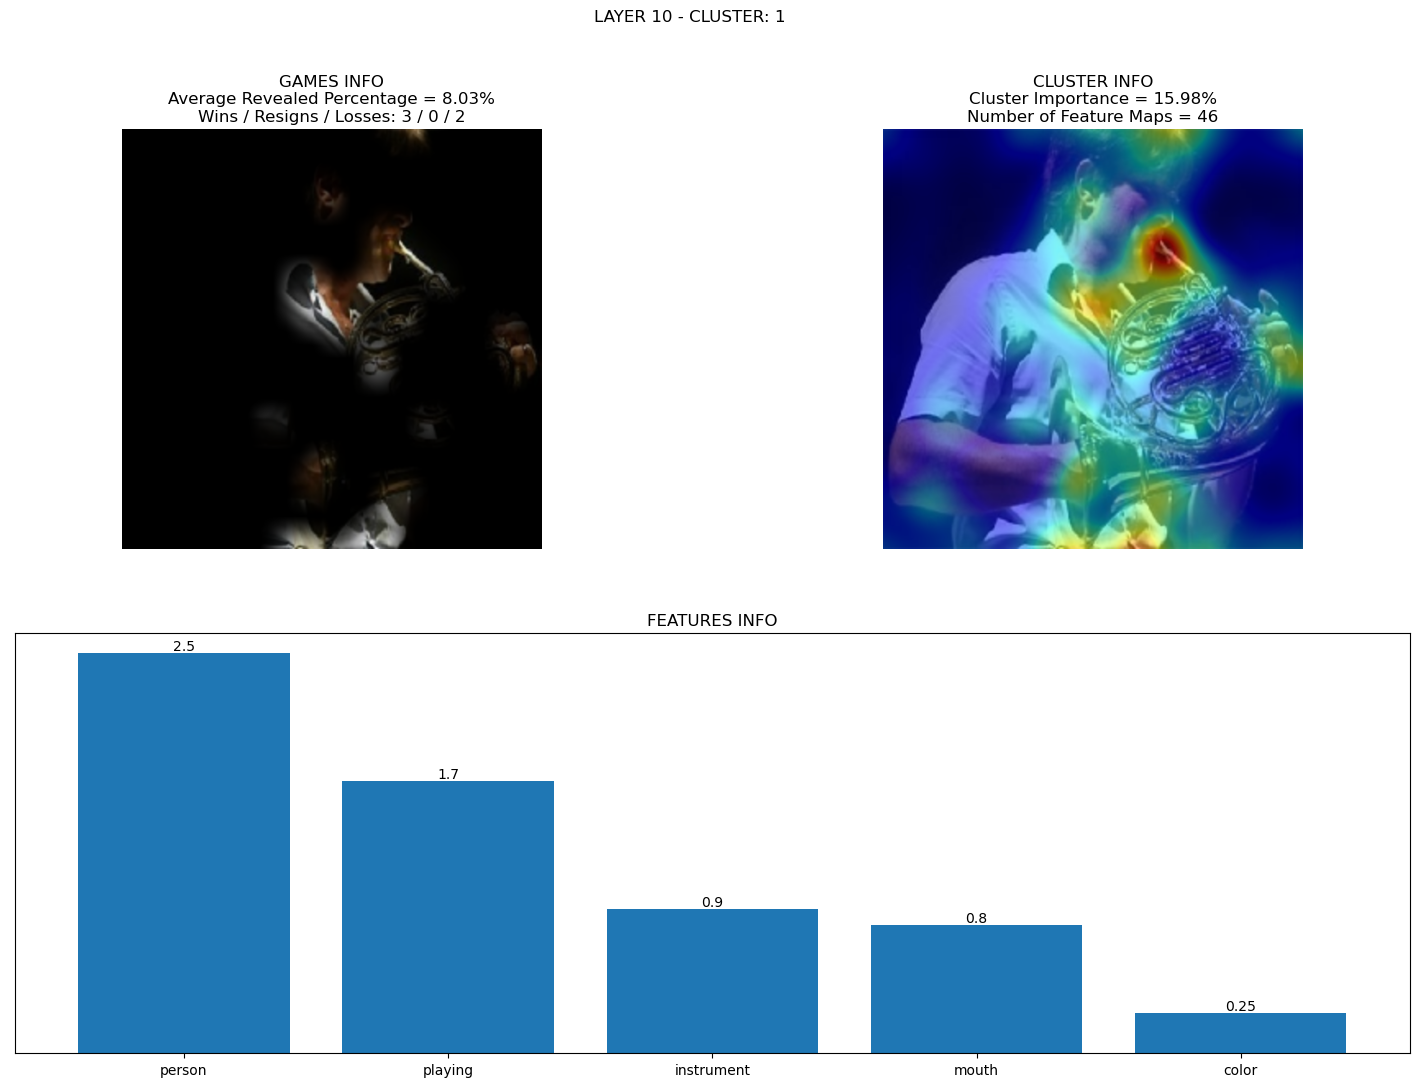 LAYER 10 - CLUSTER: 1
GAMES INFO
Average Revealed Percentage = 8.03%
Wins / Resigns / Losses: 3 / 0 / 2
CLUSTER INFO
Cluster Importance = 15.98%
Number of Feature Maps = 46
FEATURES INFO
2.5
1.7
0.9
0.8
0.25
person
playing
instrument
mouth
color